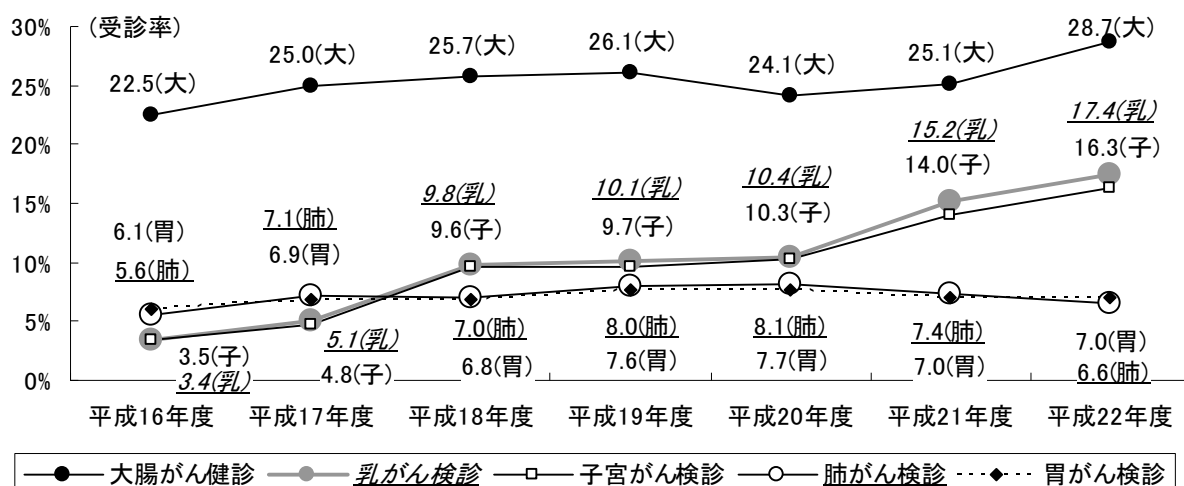 30% (受診率)
22.5(大) 25.0(大) 25.7(大) 26.1(大) 24.1(大) 25.1(大) 28.7(大)
25%
20%
15%
10%
5%
0%
9.8(乳) 10.1(乳) 10.4(乳) 15.2(乳) 17.4(乳)
9.6(子) 9.7(子) 10.3(子) 14.0(子) 16.3(子)
6.1(胃) 7.1(肺)
5.6(肺) 6.9(胃)
3.5(子) 5.1(乳) 7.0(肺) 8.0(肺) 8.1(肺) 7.4(肺) 7.0(胃)
3.4(乳) 4.8(子) 6.8(胃) 7.6(胃) 7.7(胃) 7.0(胃) 6.6(肺)
平成16年度 平成17年度 平成18年度 平成19年度 平成20年度 平成21年度 平成22年度
大腸がん健診 乳がん検診 子宮がん検診 肺がん検診 胃がん検診